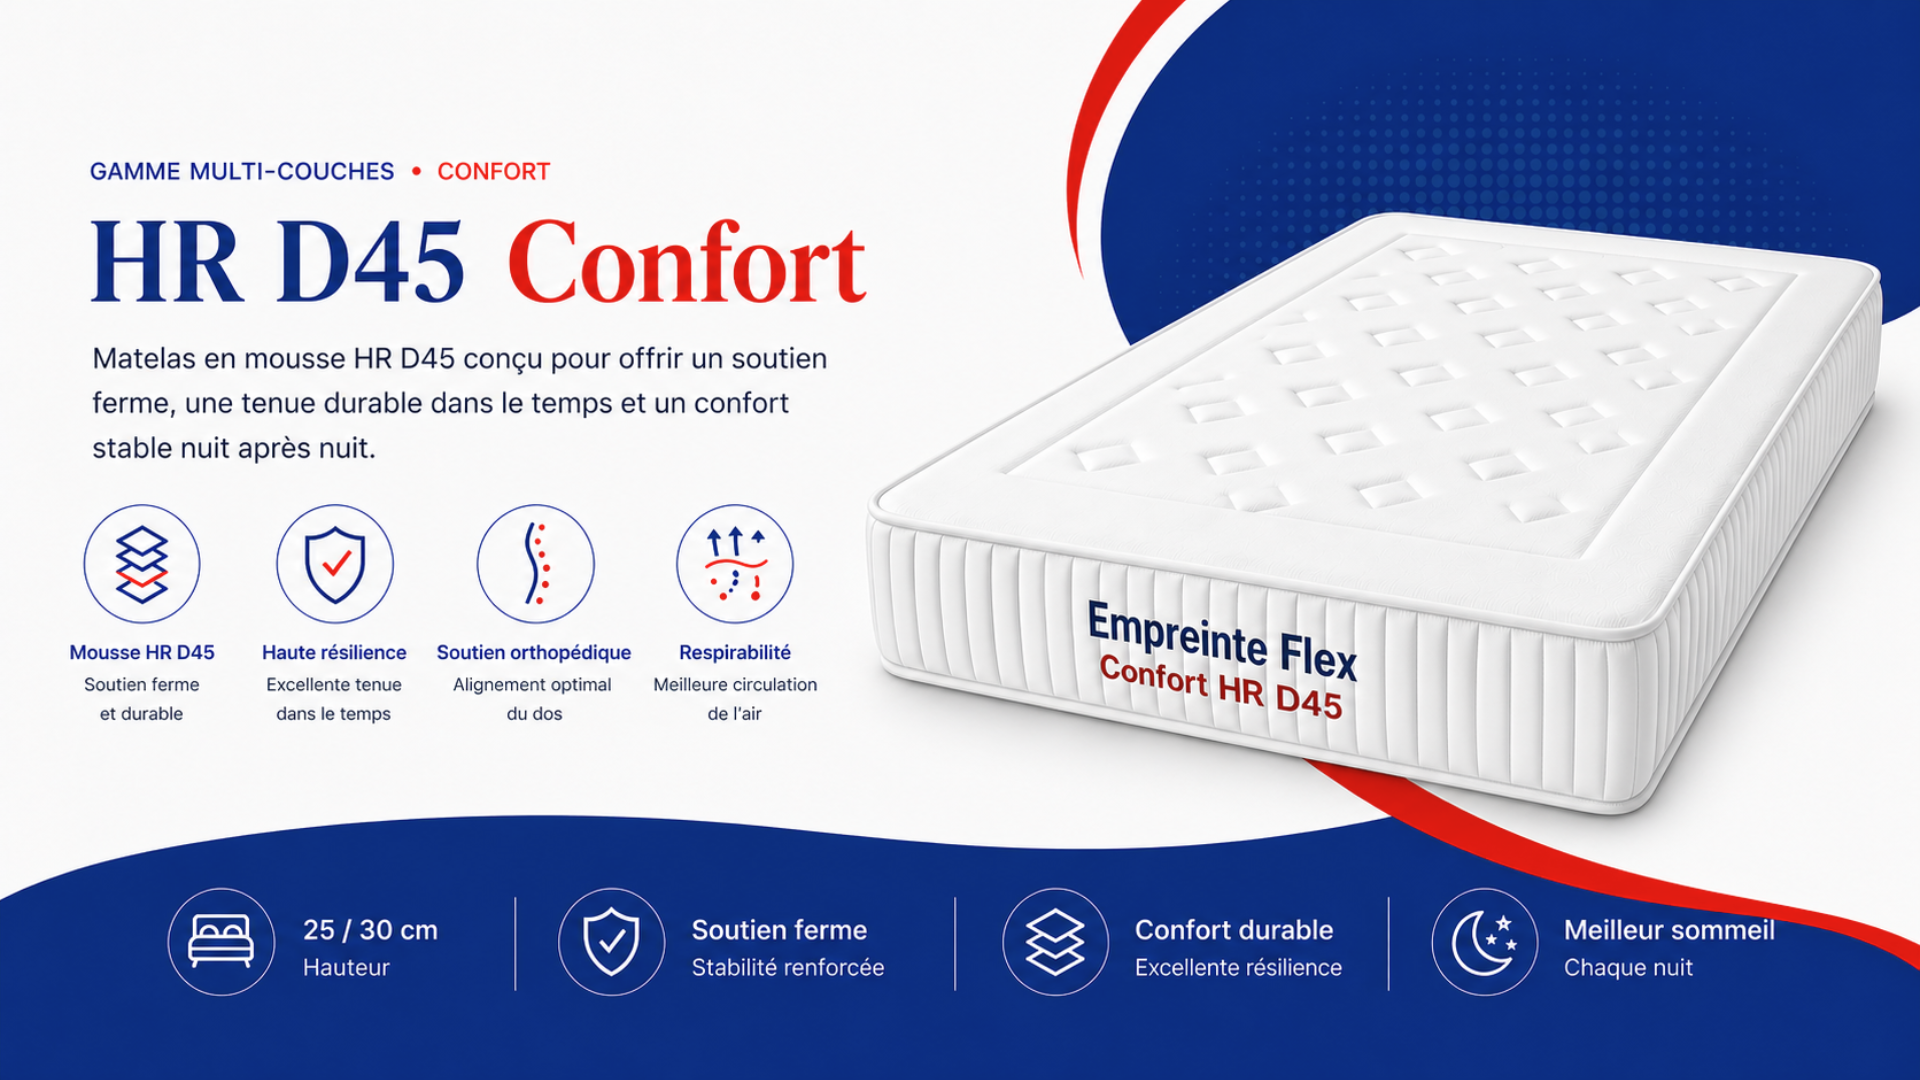 GAMME MULTI-COUCHES • CONFORT
HR D45 Confort
Matelas en mousse HR D45 conçu pour offrir un soutien
ferme, une tenue durable dans le temps et un confort
stable nuit après nuit.
Mousse HR D45
Soutien ferme
et durable
Haute résilience
Excellente tenue
dans le temps
Soutien orthopédique
Alignement optimal
du dos
Respirabilité
Meilleure circulation
de l'air
Empreinte Flex
Confort HR D45
25 / 30 cm
Hauteur
Soutien ferme
Stabilité renforcée
Confort durable
Excellente résilience
Meilleur sommeil
Chaque nuit